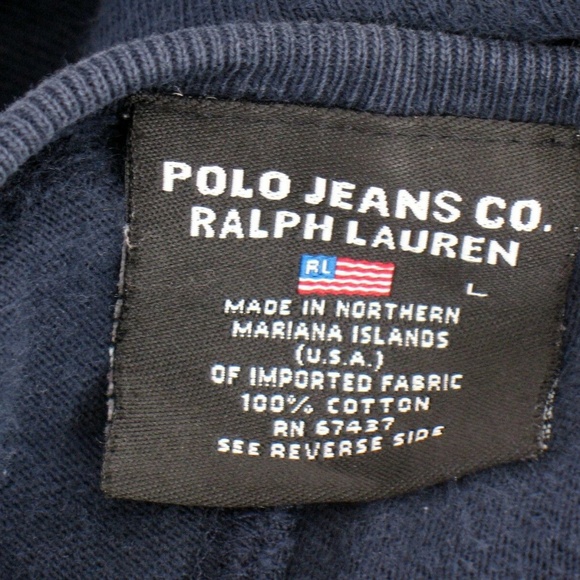 POLO JEANS CO.
RALPH LAUREN
RL
L
MADE IN NORTHERN
MARIANA ISLANDS
(U.S.A.)
OF IMPORTED FABRIC
100% COTTON
RN 67437
SEE REVERSE SIDE